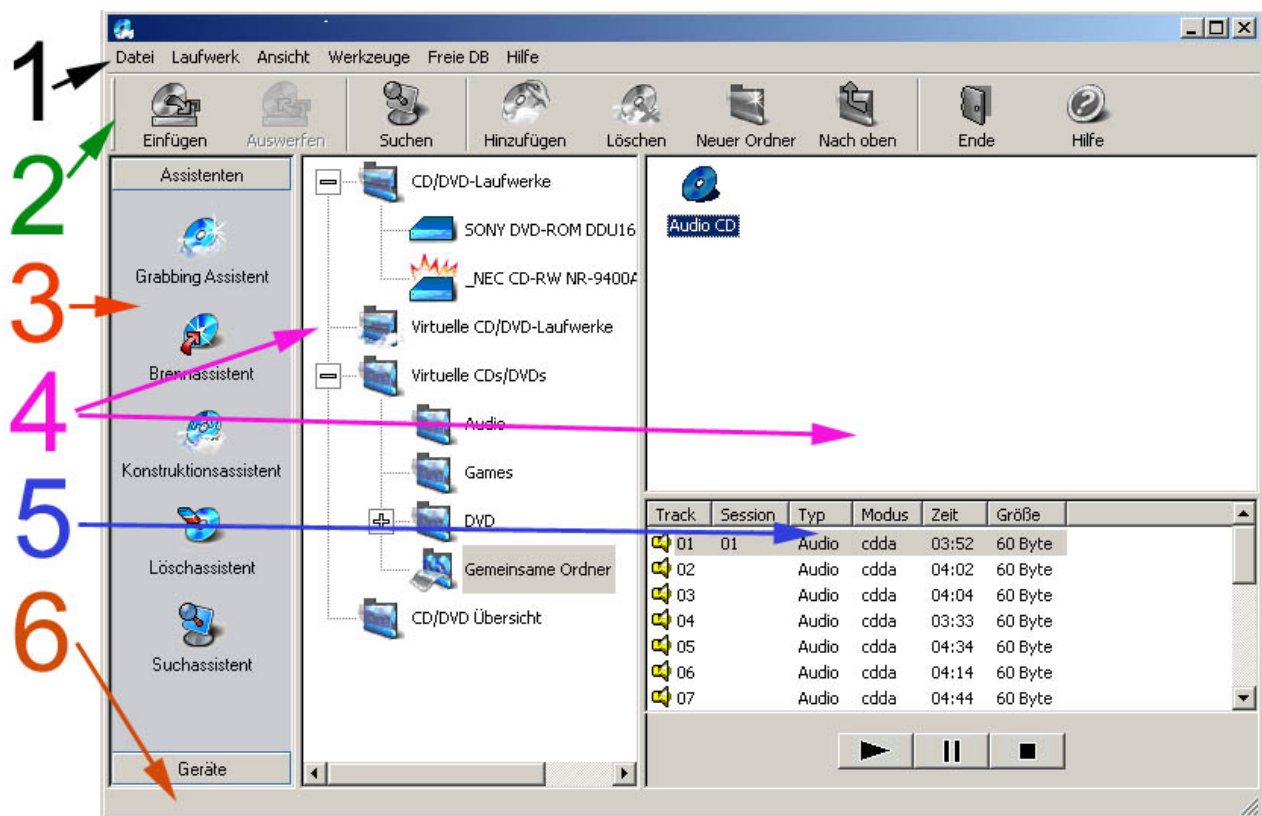 1
Datei Laufwerk Ansicht Werkzeuge Freie DB Hilfe
2
Einfügen Auswerfen Suchen Hinzufügen Löschen Neuer Ordner Nach oben Ende Hilfe
3
Assistenten
Grabbing Assistent
Brennassistent
Konstruktionsassistent
Löschassistent
Suchassistent
Geräte
4
CD/DVD-Laufwerke
SONY DVD-ROM DDU16
_NEC CD-RW NR-9400A
Virtuelle CD/DVD-Laufwerke
Virtuelle CDs/DVDs
Audio
Games
DVD
Gemeinsame Ordner
CD/DVD Übersicht
Audio CD
5
Track Session Typ Modus Zeit Größe
01 01 Audio cdda 03:52 60 Byte
02 Audio cdda 04:02 60 Byte
03 Audio cdda 04:04 60 Byte
04 Audio cdda 03:33 60 Byte
05 Audio cdda 04:34 60 Byte
06 Audio cdda 04:14 60 Byte
07 Audio cdda 04:44 60 Byte
6